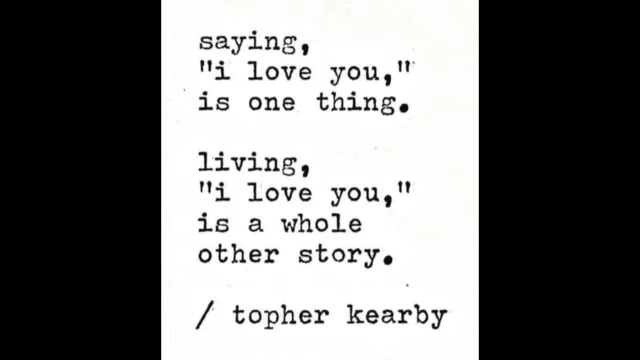 saying,
"i love you,"
is one thing.
living,
"i love you,"
is a whole
other story.
/ topher kearby